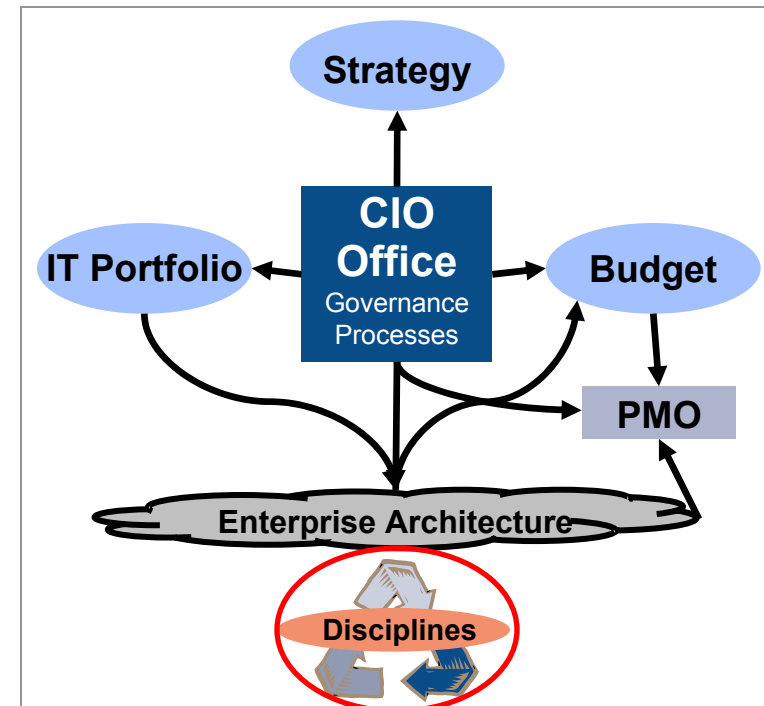 Strategy
CIO
Office
Governance
Processes
IT Portfolio
Budget
PMO
Enterprise Architecture
Disciplines